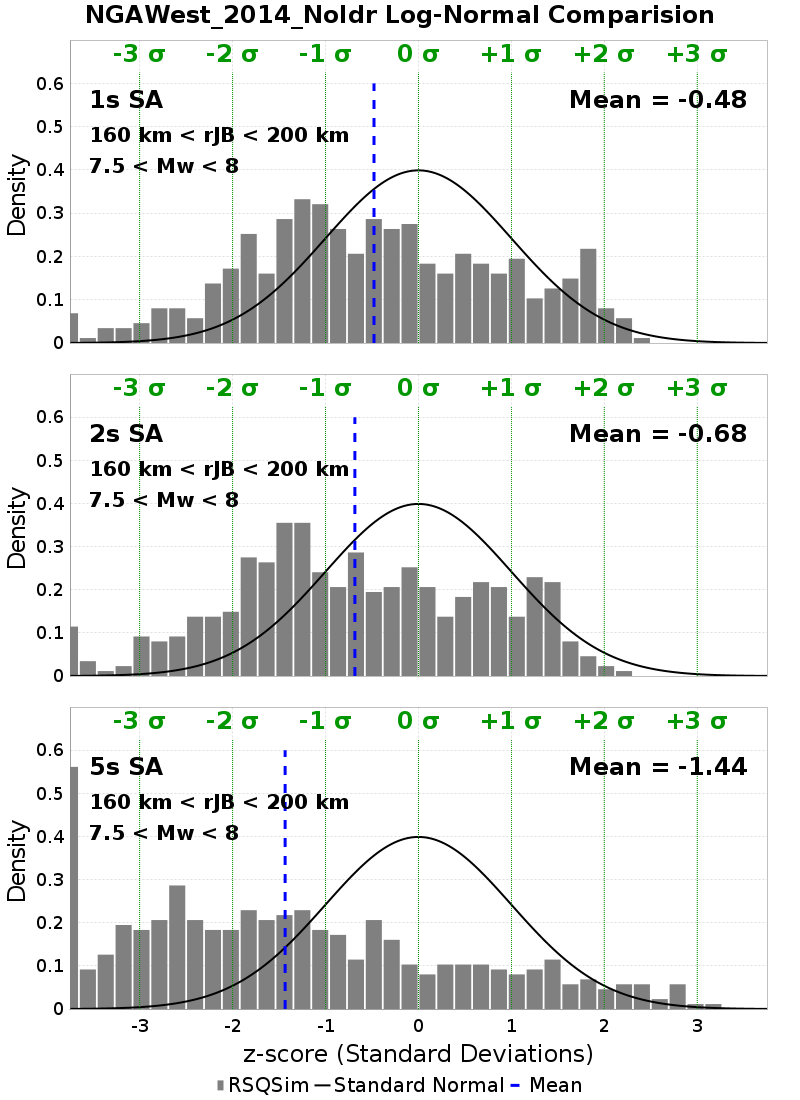 NGAWest_2014_NoIdr Log-Normal Comparision
-3 σ -2 σ -1 σ 0 σ +1 σ +2 σ +3 σ
0.6
1s SA Mean = -0.48
0.5
160 km < rJB < 200 km
0.4
7.5 < Mw < 8
0.3
0.2
0.1
0
Density
-3 σ -2 σ -1 σ 0 σ +1 σ +2 σ +3 σ
0.6
2s SA Mean = -0.68
0.5
160 km < rJB < 200 km
0.4
7.5 < Mw < 8
0.3
0.2
0.1
0
Density
-3 σ -2 σ -1 σ 0 σ +1 σ +2 σ +3 σ
0.6
5s SA Mean = -1.44
0.5
160 km < rJB < 200 km
0.4
7.5 < Mw < 8
0.3
0.2
0.1
0
Density
-3 -2 -1 0 1 2 3
z-score (Standard Deviations)
RSQSim Standard Normal Mean